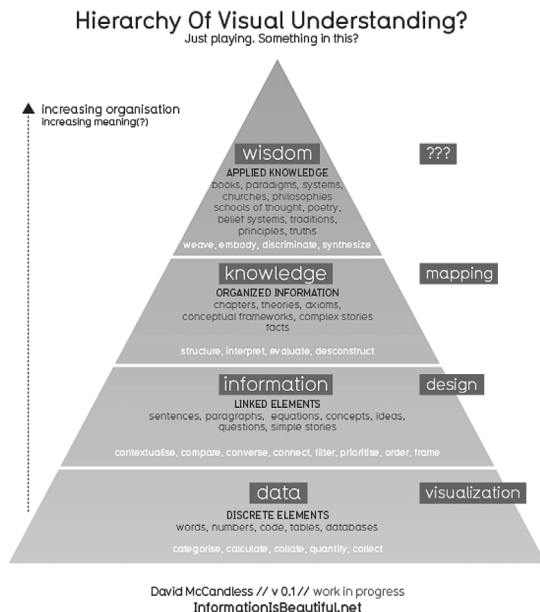 Hierarchy Of Visual Understanding?
Just playing. Something in this?
increasing organisation
increasing meaning(?)
wisdom
???
APPLIED KNOWLEDGE
books, paradigms, systems,
churches, philosophies
schools of thought, poetry,
belief systems, traditions,
principles, truths
weave, embody, discriminate, synthesize
knowledge
mapping
ORGANIZED INFORMATION
chapters, theories, axioms,
conceptual frameworks, complex stories
facts
structure, interpret, evaluate, desconstruct
information
design
LINKED ELEMENTS
sentences, paragraphs, equations, concepts, ideas,
questions, simple stories
contextualise, compare, converse, connect, filter, prioritise, order, frame
data
visualization
DISCRETE ELEMENTS
words, numbers, code, tables, databases
categorise, calculate, collate, quantify, collect
David McCandless // v 0.1 // work in progress
InformationIsBeautiful.net